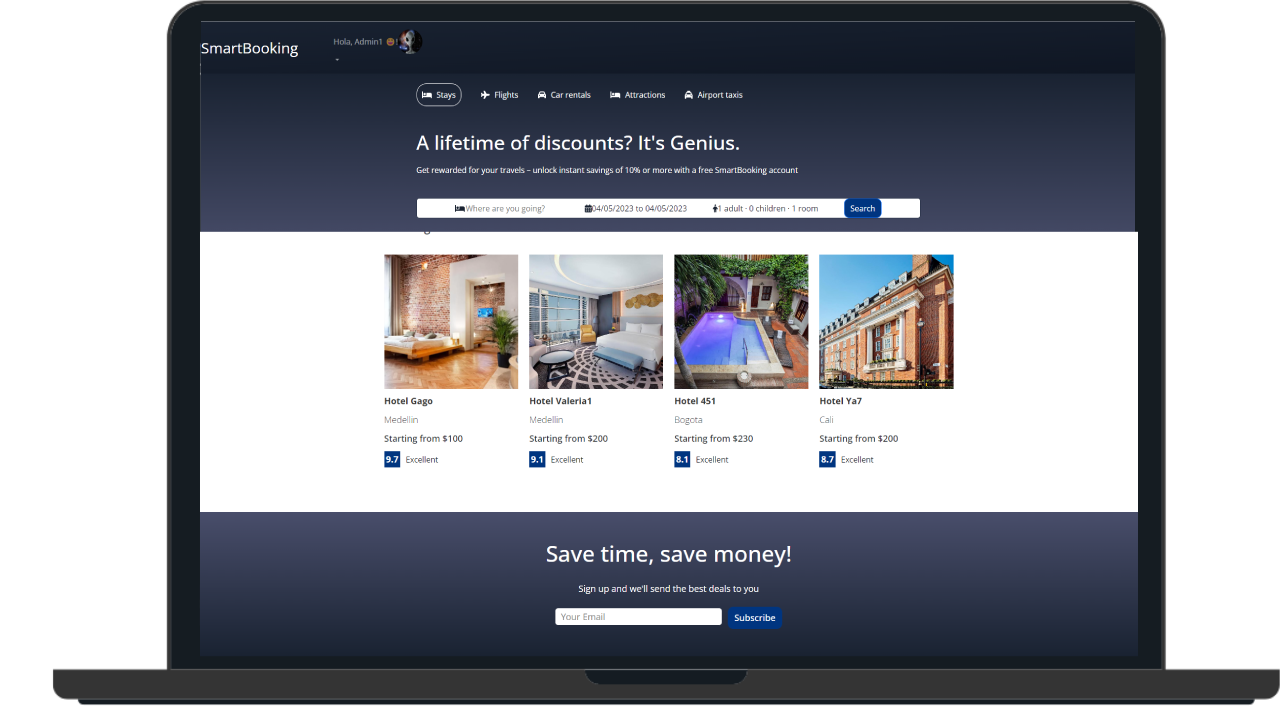 SmartBooking
Hola, Admin1 !
Stays Flights Car rentals Attractions Airport taxis
A lifetime of discounts? It's Genius.
Get rewarded for your travels – unlock instant savings of 10% or more with a free SmartBooking account
Where are you going? 04/05/2023 to 04/05/2023 1 adult · 0 children · 1 room Search
Hotel Gago Hotel Valeria1 Hotel 451 Hotel Ya7
Medellin Medellin Bogota Cali
Starting from $100 Starting from $200 Starting from $230 Starting from $200
9.7 Excellent 9.1 Excellent 8.1 Excellent 8.7 Excellent
Save time, save money!
Sign up and we'll send the best deals to you
Your Email Subscribe